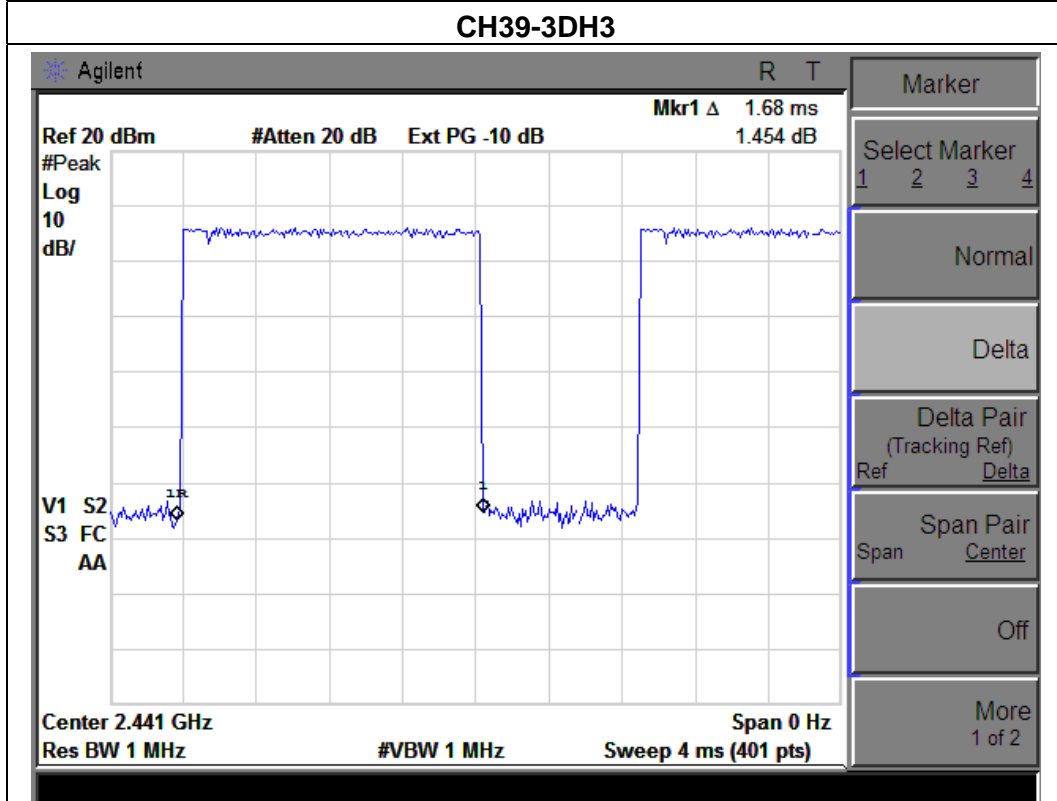 CH39-3DH3
Agilent R T
Mkr1 Δ 1.68 ms
Ref 20 dBm #Atten 20 dB Ext PG -10 dB 1.454 dB
#Peak
Log
10
dB/
1R
1
V1 S2
S3 FC
AA
Center 2.441 GHz Span 0 Hz
Res BW 1 MHz #VBW 1 MHz Sweep 4 ms (401 pts)
Marker
Select Marker
1 2 3 4
Normal
Delta
Delta Pair
(Tracking Ref)
Ref Delta
Span Pair
Span Center
Off
More
1 of 2